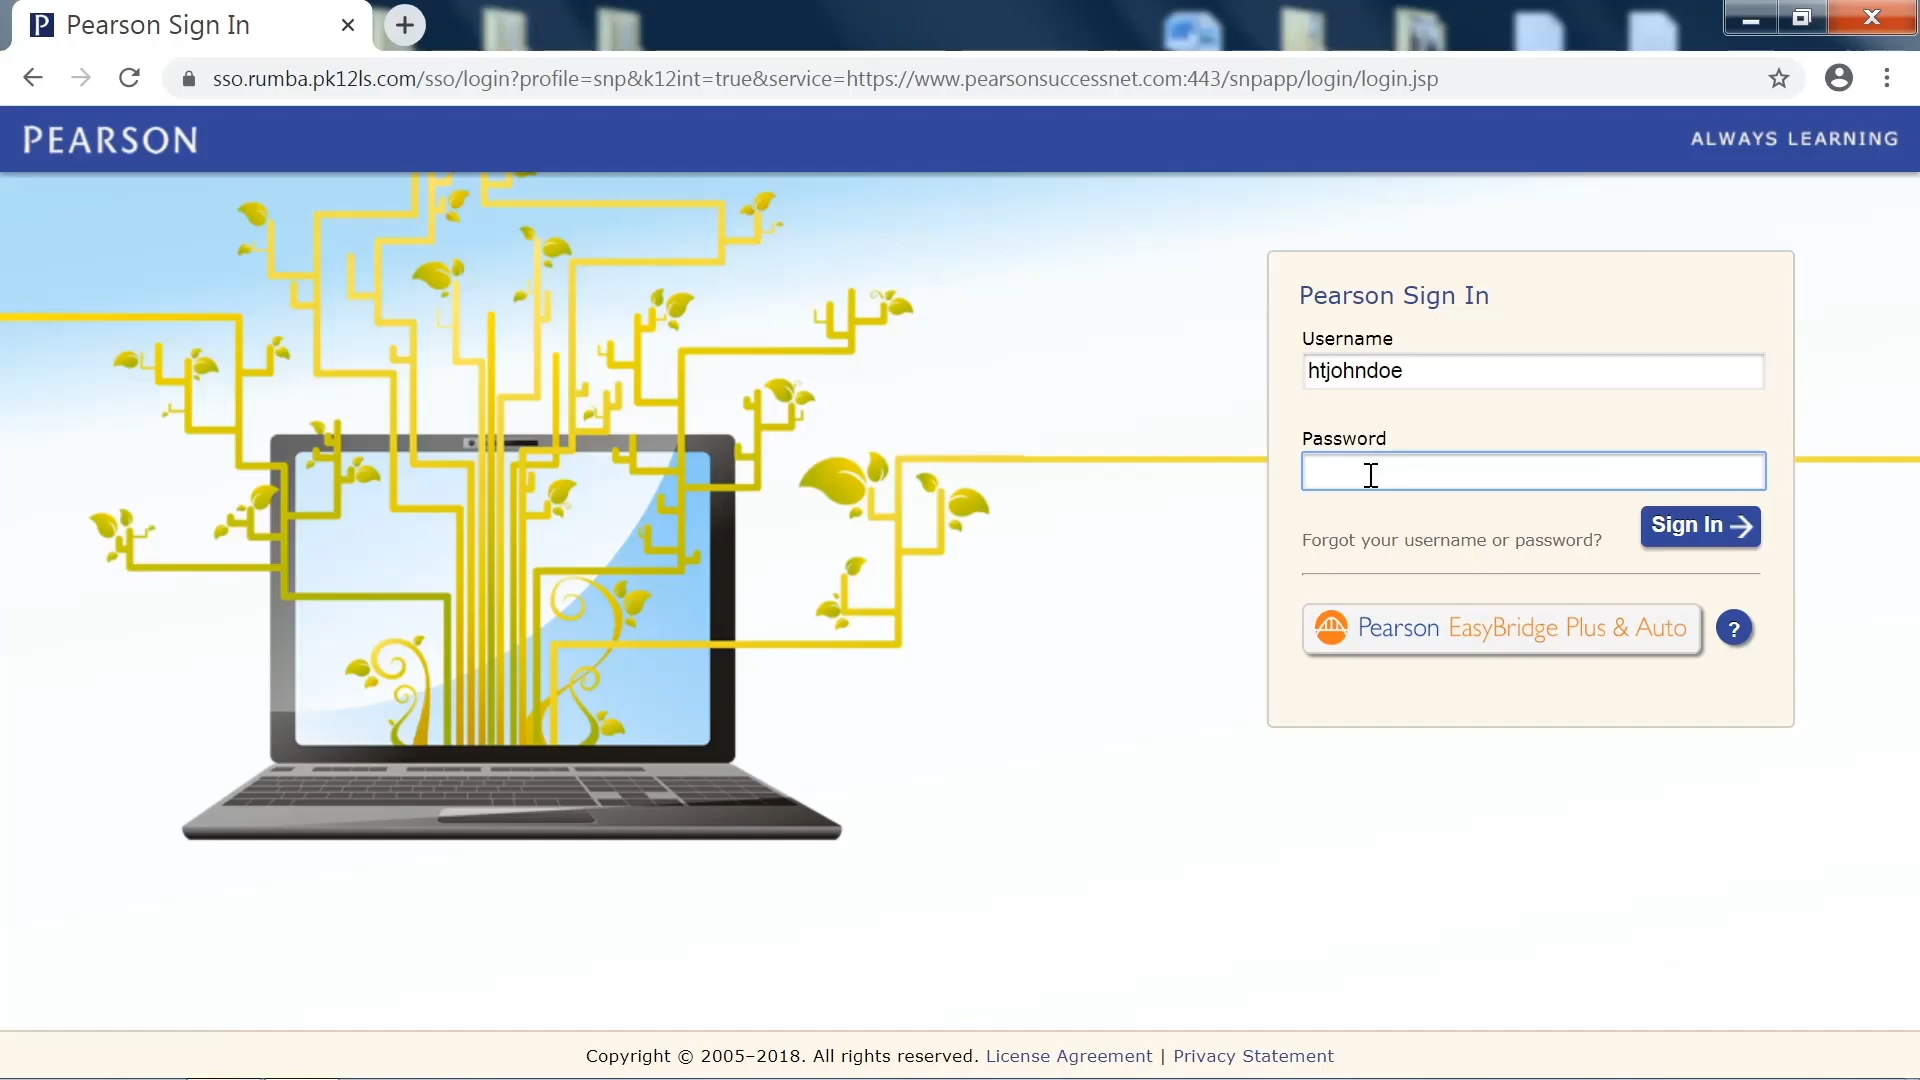 Pearson Sign In
sso.rumba.pk12ls.com/sso/login?profile=snp&k12int=true&service=https://www.pearsonsuccessnet.com:443/snpapp/login/login.jsp
PEARSON
ALWAYS LEARNING
Pearson Sign In
Username
htjohndoe
Password
Sign In
Forgot your username or password?
Pearson EasyBridge Plus & Auto
?
Copyright © 2005–2018. All rights reserved. License Agreement | Privacy Statement